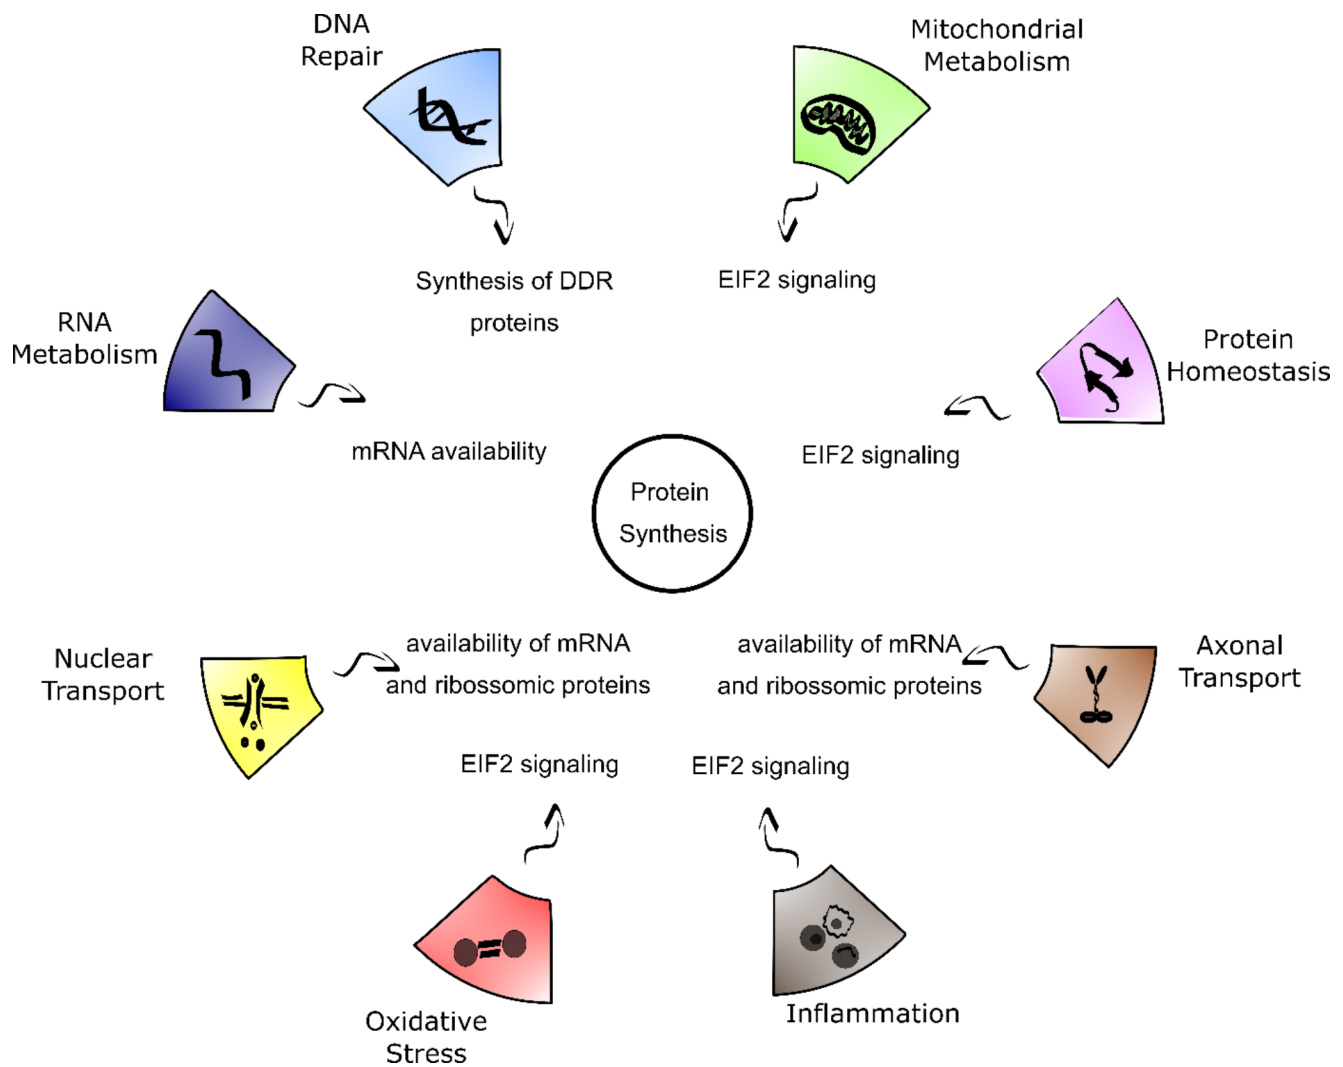 DNA
Repair
Mitochondrial
Metabolism
Synthesis of DDR
proteins
EIF2 signaling
RNA
Metabolism
Protein
Homeostasis
mRNA availability
EIF2 signaling
Protein
Synthesis
Nuclear
Transport
availability of mRNA
and ribossomic proteins
availability of mRNA
and ribossomic proteins
Axonal
Transport
EIF2 signaling
EIF2 signaling
Oxidative
Stress
Inflammation